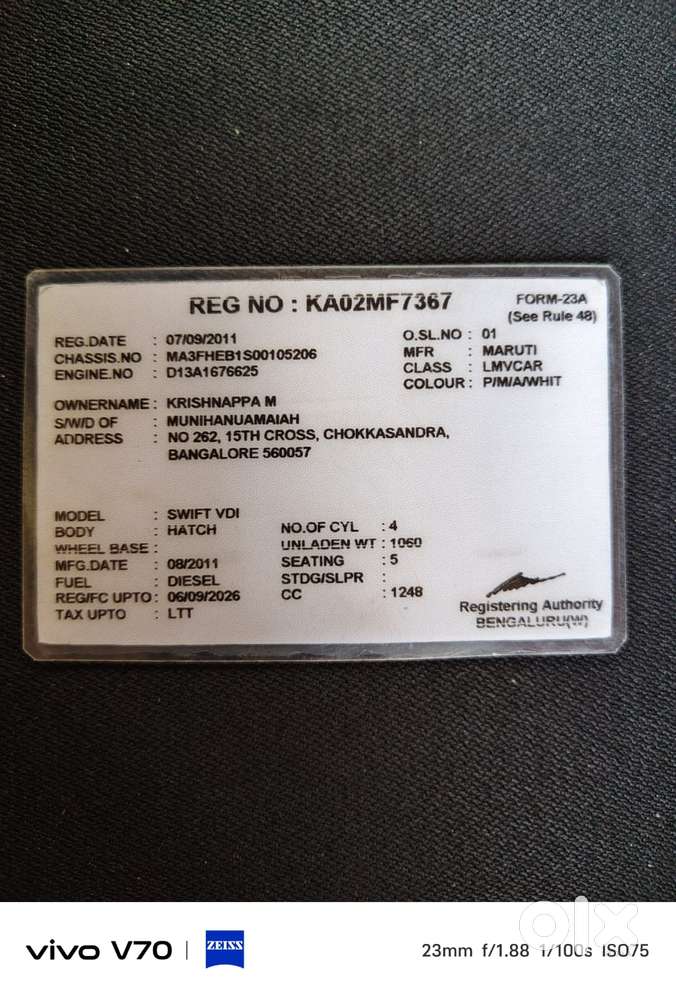 REG NO : KA02MF7367
FORM-23A
(See Rule 48)
REG.DATE : 07/09/2011
O.SL.NO : 01
CHASSIS.NO : MA3FHEB1S00105206
MFR : MARUTI
ENGINE.NO : D13A1676625
CLASS : LMVCAR
COLOUR : P/M/A/WHIT
OWNERNAME : KRISHNAPPA M
S/W/D OF : MUNIHANUAMAIAH
ADDRESS : NO 262, 15TH CROSS, CHOKKASANDRA,
BANGALORE 560057
MODEL : SWIFT VDI
BODY : HATCH
NO.OF CYL : 4
WHEEL BASE :
UNLADEN WT : 1060
MFG.DATE : 08/2011
SEATING : 5
FUEL : DIESEL
STDG/SLPR :
REG/FC UPTO : 06/09/2026
CC : 1248
TAX UPTO : LTT
Registering Authority
BENGALURU(W)
olx
vivo V70 | ZEISS
23mm f/1.88 1/100s ISO75